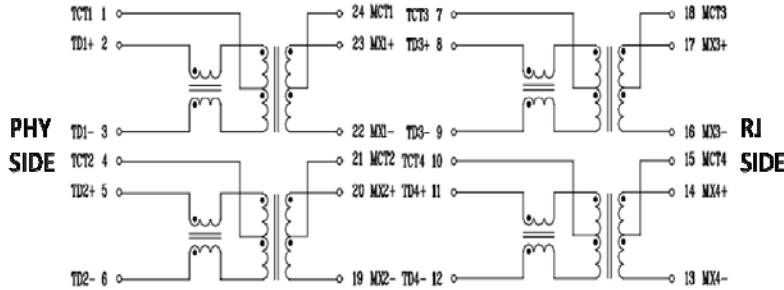 TCT1 1
24 MCT1
TCT3 7
18 MCT3
TD1+ 2
23 MX1+
TD3+ 8
17 MX3+
PHY
SIDE
TD1- 3
22 MX1-
TD3- 9
16 MX3-
RJ
SIDE
TCT2 4
21 MCT2
TCT4 10
15 MCT4
TD2+ 5
20 MX2+
TD4+ 11
14 MX4+
TD2- 6
19 MX2-
TD4- 12
13 MX4-